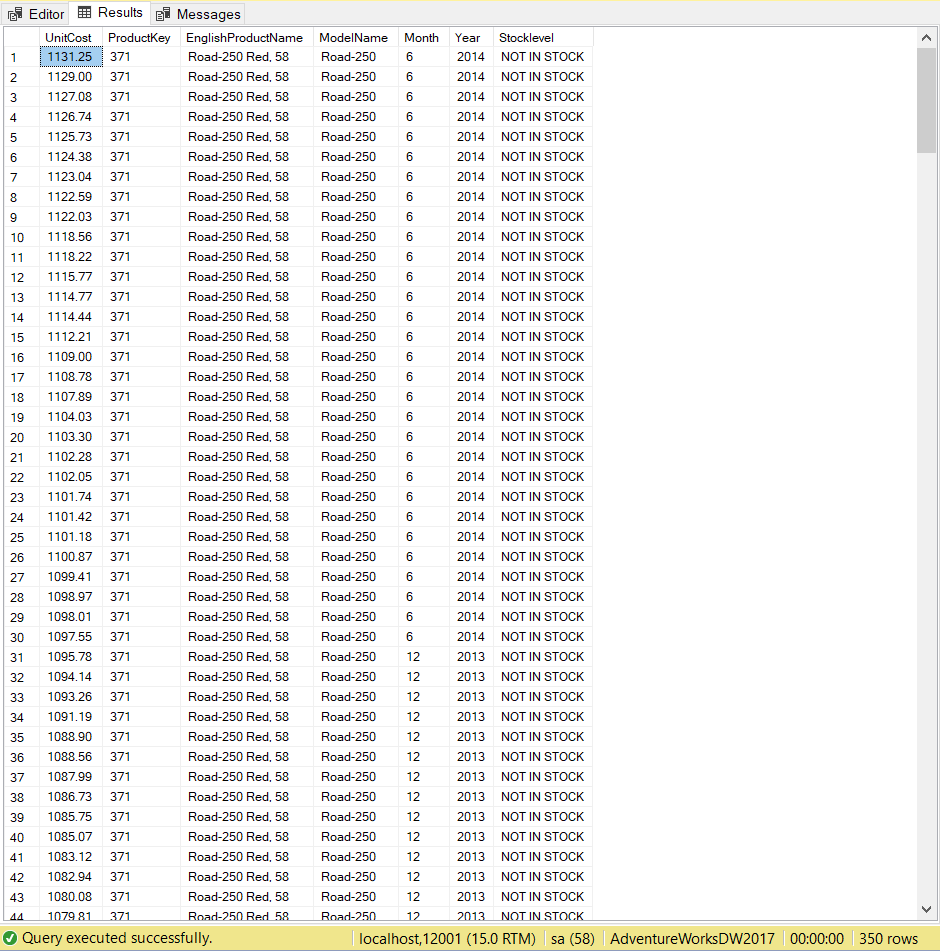 Editor Results Messages
UnitCost ProductKey EnglishProductName ModelName Month Year Stocklevel
1 1131.25 371 Road-250 Red, 58 Road-250 6 2014 NOT IN STOCK
2 1129.00 371 Road-250 Red, 58 Road-250 6 2014 NOT IN STOCK
3 1127.08 371 Road-250 Red, 58 Road-250 6 2014 NOT IN STOCK
4 1126.74 371 Road-250 Red, 58 Road-250 6 2014 NOT IN STOCK
5 1125.73 371 Road-250 Red, 58 Road-250 6 2014 NOT IN STOCK
6 1124.38 371 Road-250 Red, 58 Road-250 6 2014 NOT IN STOCK
7 1123.04 371 Road-250 Red, 58 Road-250 6 2014 NOT IN STOCK
8 1122.59 371 Road-250 Red, 58 Road-250 6 2014 NOT IN STOCK
9 1122.03 371 Road-250 Red, 58 Road-250 6 2014 NOT IN STOCK
10 1118.56 371 Road-250 Red, 58 Road-250 6 2014 NOT IN STOCK
11 1118.22 371 Road-250 Red, 58 Road-250 6 2014 NOT IN STOCK
12 1115.77 371 Road-250 Red, 58 Road-250 6 2014 NOT IN STOCK
13 1114.77 371 Road-250 Red, 58 Road-250 6 2014 NOT IN STOCK
14 1114.44 371 Road-250 Red, 58 Road-250 6 2014 NOT IN STOCK
15 1112.21 371 Road-250 Red, 58 Road-250 6 2014 NOT IN STOCK
16 1109.00 371 Road-250 Red, 58 Road-250 6 2014 NOT IN STOCK
17 1108.78 371 Road-250 Red, 58 Road-250 6 2014 NOT IN STOCK
18 1107.89 371 Road-250 Red, 58 Road-250 6 2014 NOT IN STOCK
19 1104.03 371 Road-250 Red, 58 Road-250 6 2014 NOT IN STOCK
20 1103.30 371 Road-250 Red, 58 Road-250 6 2014 NOT IN STOCK
21 1102.28 371 Road-250 Red, 58 Road-250 6 2014 NOT IN STOCK
22 1102.05 371 Road-250 Red, 58 Road-250 6 2014 NOT IN STOCK
23 1101.74 371 Road-250 Red, 58 Road-250 6 2014 NOT IN STOCK
24 1101.42 371 Road-250 Red, 58 Road-250 6 2014 NOT IN STOCK
25 1101.18 371 Road-250 Red, 58 Road-250 6 2014 NOT IN STOCK
26 1100.87 371 Road-250 Red, 58 Road-250 6 2014 NOT IN STOCK
27 1099.41 371 Road-250 Red, 58 Road-250 6 2014 NOT IN STOCK
28 1098.97 371 Road-250 Red, 58 Road-250 6 2014 NOT IN STOCK
29 1098.01 371 Road-250 Red, 58 Road-250 6 2014 NOT IN STOCK
30 1097.55 371 Road-250 Red, 58 Road-250 6 2014 NOT IN STOCK
31 1095.78 371 Road-250 Red, 58 Road-250 12 2013 NOT IN STOCK
32 1094.14 371 Road-250 Red, 58 Road-250 12 2013 NOT IN STOCK
33 1093.26 371 Road-250 Red, 58 Road-250 12 2013 NOT IN STOCK
34 1091.19 371 Road-250 Red, 58 Road-250 12 2013 NOT IN STOCK
35 1088.90 371 Road-250 Red, 58 Road-250 12 2013 NOT IN STOCK
36 1088.56 371 Road-250 Red, 58 Road-250 12 2013 NOT IN STOCK
37 1087.99 371 Road-250 Red, 58 Road-250 12 2013 NOT IN STOCK
38 1086.73 371 Road-250 Red, 58 Road-250 12 2013 NOT IN STOCK
39 1085.75 371 Road-250 Red, 58 Road-250 12 2013 NOT IN STOCK
40 1085.07 371 Road-250 Red, 58 Road-250 12 2013 NOT IN STOCK
41 1083.12 371 Road-250 Red, 58 Road-250 12 2013 NOT IN STOCK
42 1082.94 371 Road-250 Red, 58 Road-250 12 2013 NOT IN STOCK
43 1080.08 371 Road-250 Red, 58 Road-250 12 2013 NOT IN STOCK
44 1079.81 371 Road-250 Red, 58 Road-250 12 2013 NOT IN STOCK
Query executed successfully. localhost,12001 (15.0 RTM) sa (58) AdventureWorksDW2017 00:00:00 350 rows